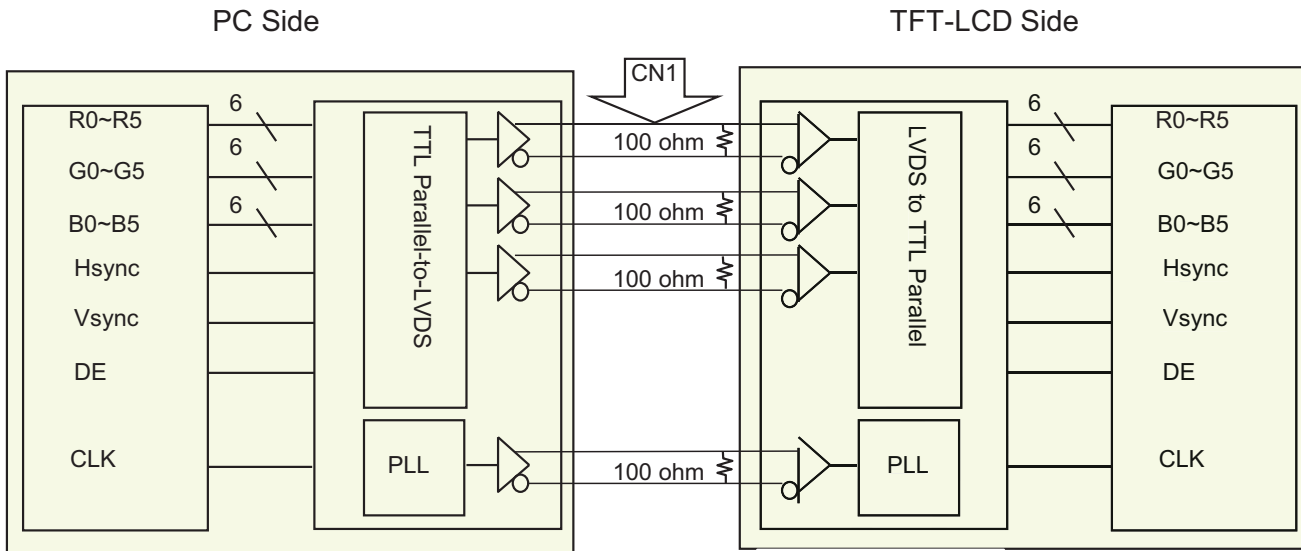 PC Side
TFT-LCD Side
CN1
R0~R5
6
G0~G5
6
B0~B5
6
Hsync
Vsync
DE
CLK
TTL Parallel-to-LVDS
PLL
100 ohm
100 ohm
100 ohm
100 ohm
LVDS to TTL Parallel
PLL
6
R0~R5
6
G0~G5
6
B0~B5
Hsync
Vsync
DE
CLK